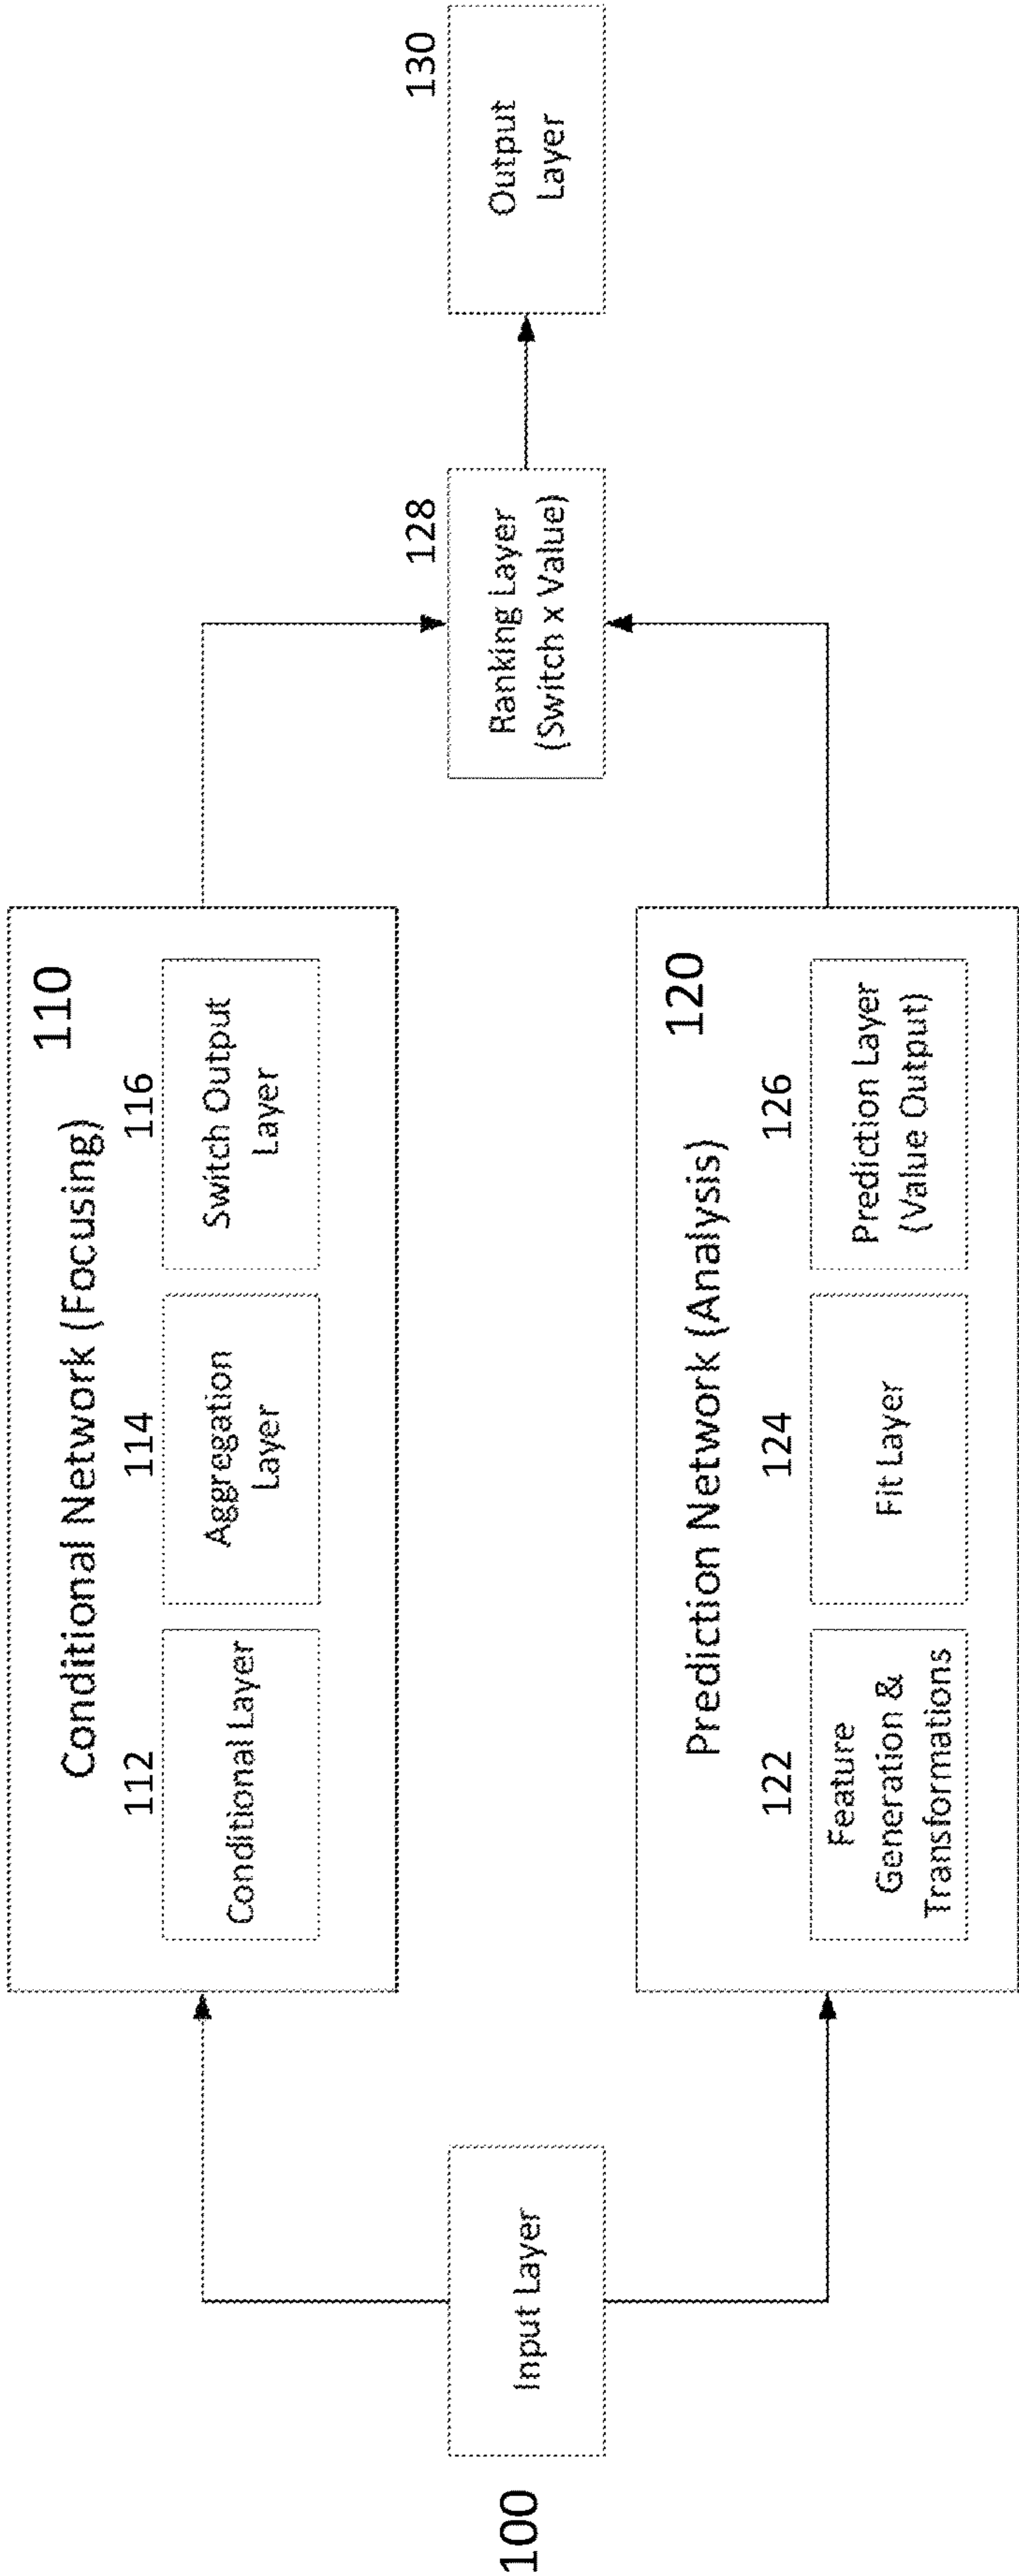 100
Input Layer
Conditional Network (Focusing)
110
112
Conditional Layer
114
Aggregation
Layer
116
Switch Output
Layer
Prediction Network (Analysis)
120
122
Feature
Generation &
Transformations
124
Fit Layer
126
Prediction Layer
(Value Output)
128
Ranking Layer
(Switch x Value)
130
Output
Layer